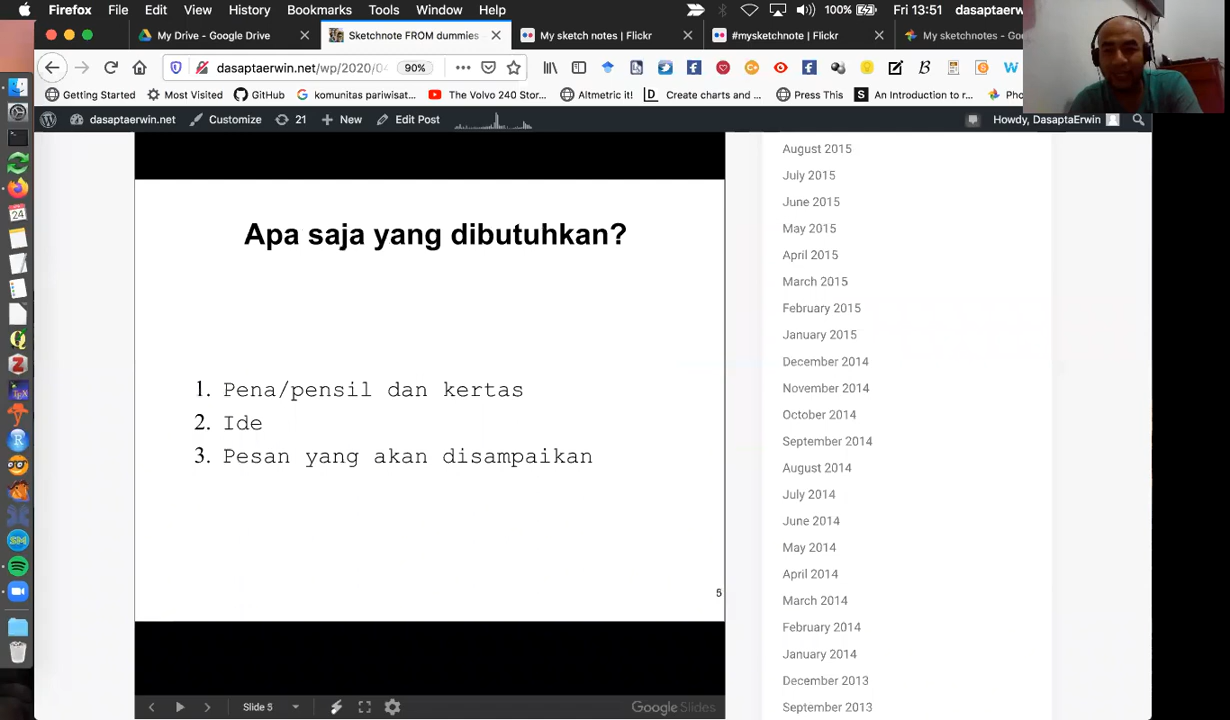 Firefox File Edit View History Bookmarks Tools Window Help 100% Fri 13:51 dasaptaerw
My Drive - Google Drive
Sketchnote FROM dummies
My sketch notes | Flickr
#mysketchnote | Flickr
My sketchnotes - Google
dasaptaerwin.net/wp/2020/04 90%
Getting Started Most Visited GitHub komunitas pariwisat... The Volvo 240 Stor... Altmetric it! Create charts and ... Press This An Introduction to r... Pho
dasaptaerwin.net Customize 21 New Edit Post Howdy, DasaptaErwin
Apa saja yang dibutuhkan?
1. Pena/pensil dan kertas
2. Ide
3. Pesan yang akan disampaikan
5
Slide 5 Google Slides
August 2015
July 2015
June 2015
May 2015
April 2015
March 2015
February 2015
January 2015
December 2014
November 2014
October 2014
September 2014
August 2014
July 2014
June 2014
May 2014
April 2014
March 2014
February 2014
January 2014
December 2013
September 2013